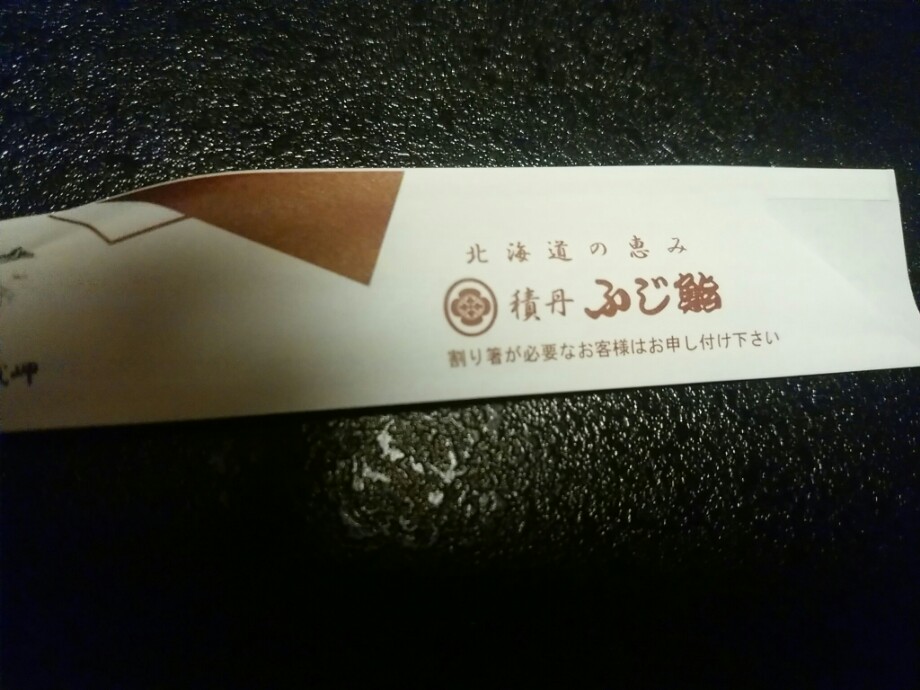 北海道の恵み
積丹 ふじ鮨
割り箸が必要なお客様はお申し付け下さい
岬